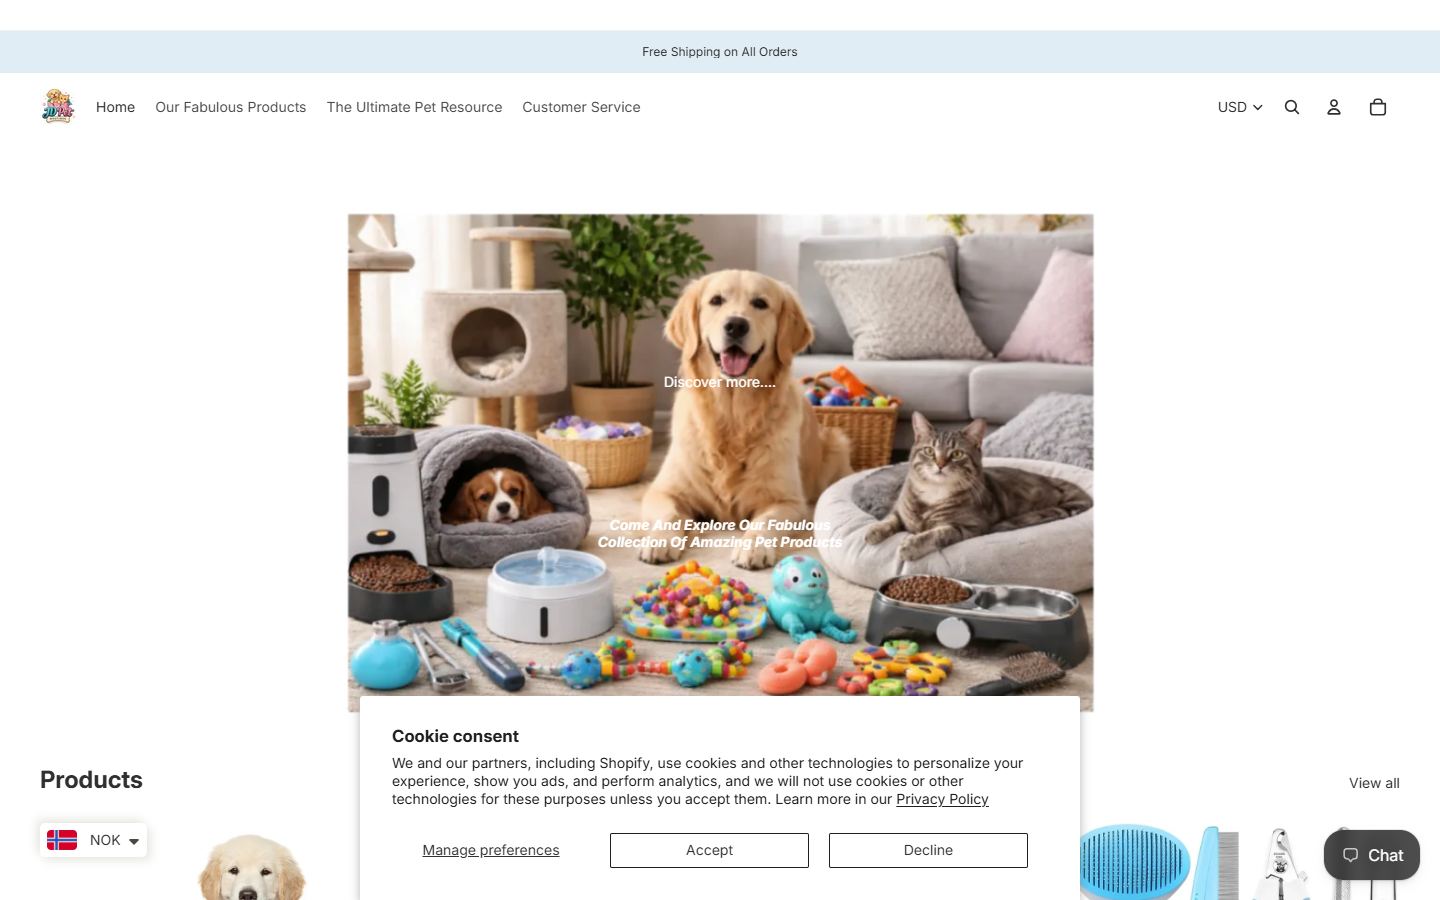 Free Shipping on All Orders
Home
Our Fabulous Products
The Ultimate Pet Resource
Customer Service
USD
Discover more....
Come And Explore Our Fabulous
Collection Of Amazing Pet Products
Cookie consent
We and our partners, including Shopify, use cookies and other technologies to personalize your
experience, show you ads, and perform analytics, and we will not use cookies or other
technologies for these purposes unless you accept them. Learn more in our Privacy Policy
Manage preferences
Accept
Decline
Products
View all
NOK
Chat